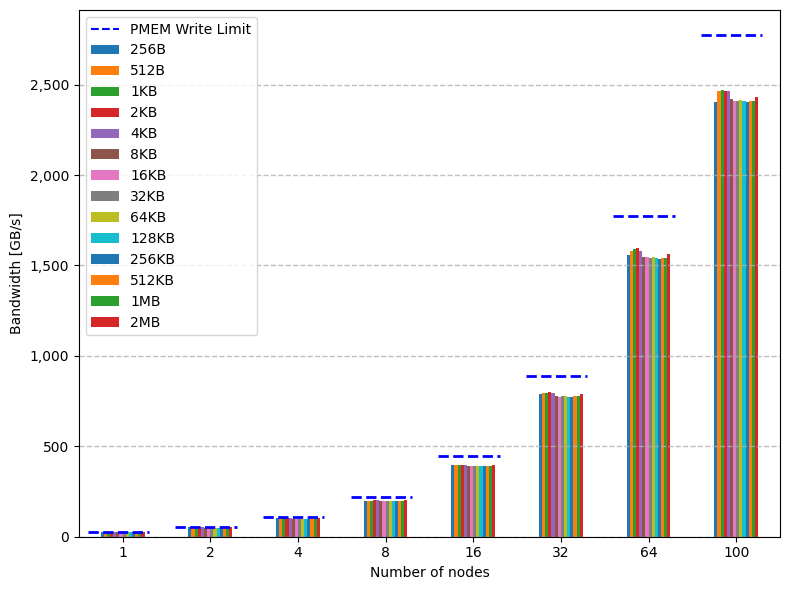 PMEM Write Limit
256B
512B
1KB
2KB
4KB
8KB
16KB
32KB
64KB
128KB
256KB
512KB
1MB
2MB
2,500
2,000
1,500
1,000
500
0
Bandwidth [GB/s]
1 2 4 8 16 32 64 100
Number of nodes